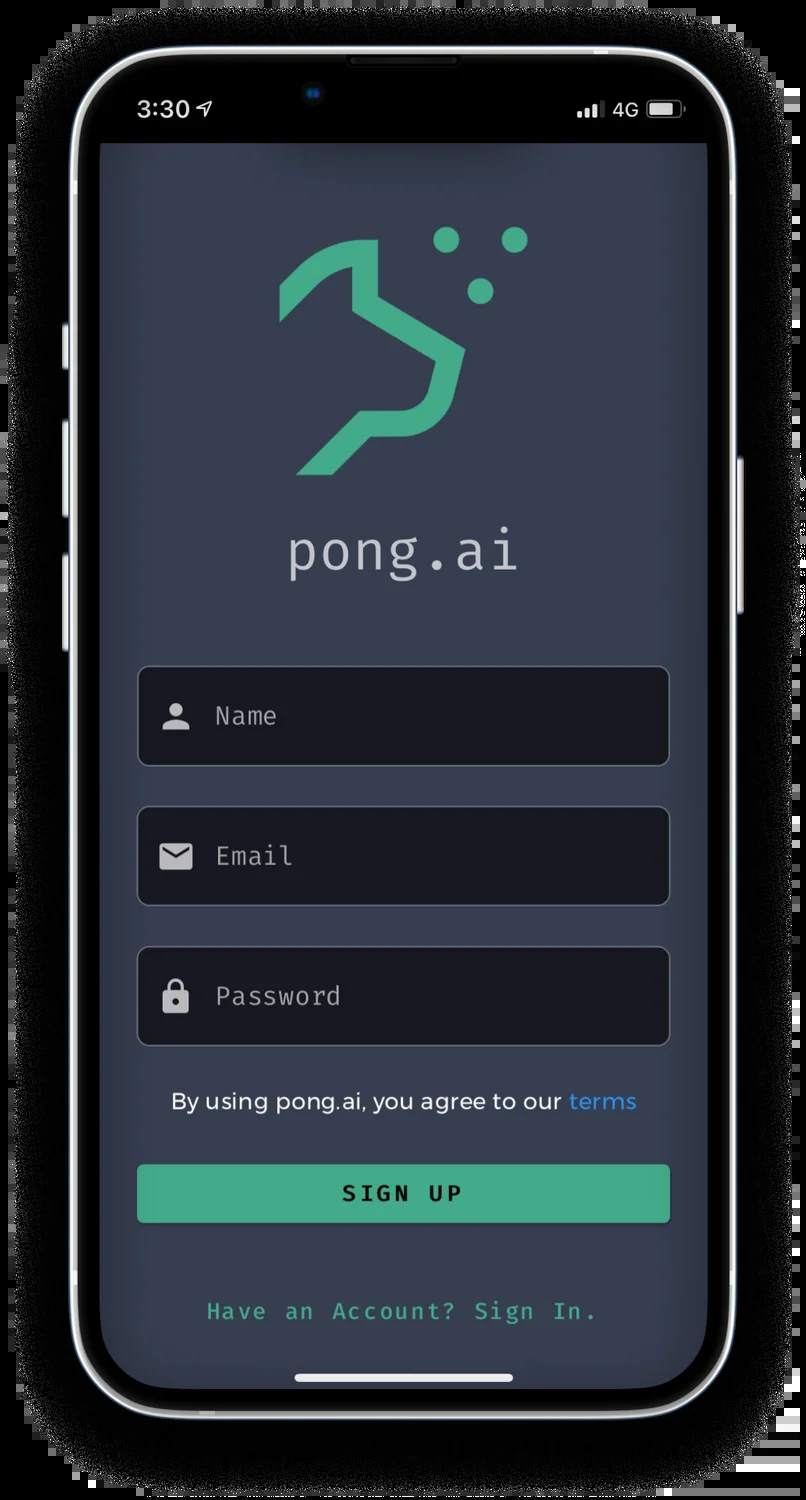 3:30 4G
pong.ai
Name
Email
Password
By using pong.ai, you agree to our terms
SIGN UP
Have an Account? Sign In.